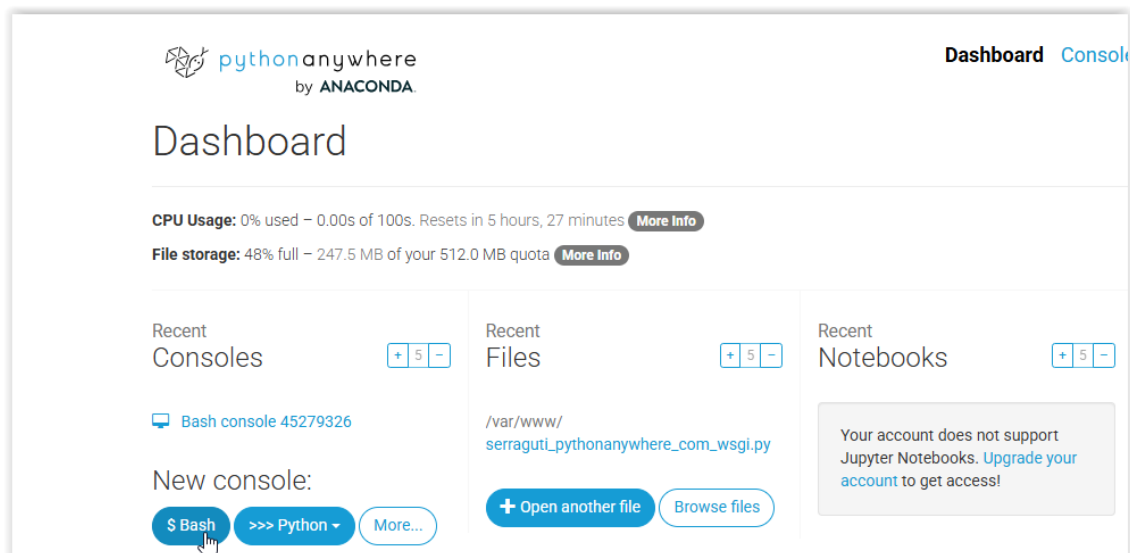 pythonanywhere
by ANACONDA.
Dashboard
Dashboard
CPU Usage: 0% used – 0.00s of 100s. Resets in 5 hours, 27 minutes More Info
File storage: 48% full – 247.5 MB of your 512.0 MB quota More Info
Recent
Consoles
+ 5 −
Bash console 45279326
New console:
$ Bash
>>> Python
More...
Recent
Files
+ 5 −
/var/www/
serraguti_pythonanywhere_com_wsgi.py
+ Open another file
Browse files
Recent
Notebooks
+ 5 −
Your account does not support
Jupyter Notebooks. Upgrade your
account to get access!